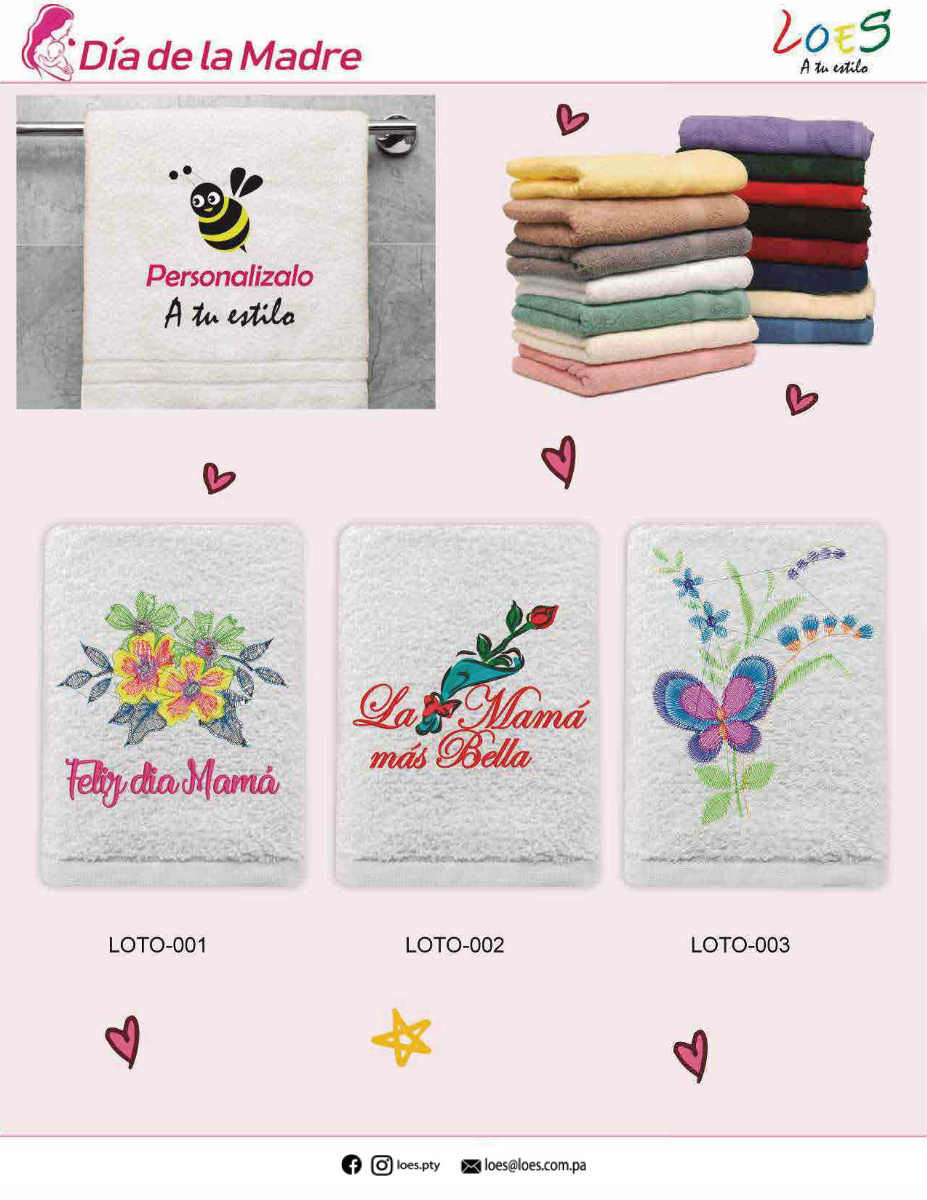 Día de la Madre
LOES
A tu estilo
Personalizalo
A tu estilo
Feliz dia Mamá
La Mamá
más Bella
LOTO-001
LOTO-002
LOTO-003
loes.pty
loes@loes.com.pa